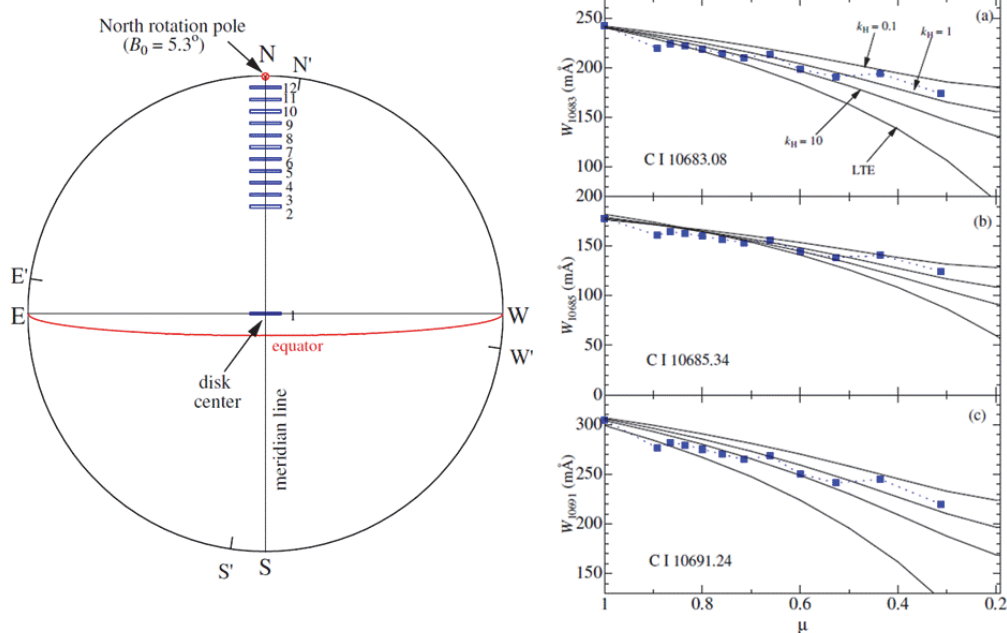 North rotation pole
(B₀ = 5.3°)
N
N'
12
11
10
9
8
7
6
5
4
3
2
E'
E
1
W
equator
W'
disk
center
meridian line
S'
S
(a)
250
200
150
100
200
W₁₀₆₈₃ (mÅ)
k_H = 0.1
k_H = 1
k_H = 10
LTE
C I 10683.08
(b)
150
100
50
0
W₁₀₆₈₅ (mÅ)
C I 10685.34
(c)
300
250
200
150
W₁₀₆₉₁ (mÅ)
C I 10691.24
1
0.8
0.6
0.4
0.2
μ